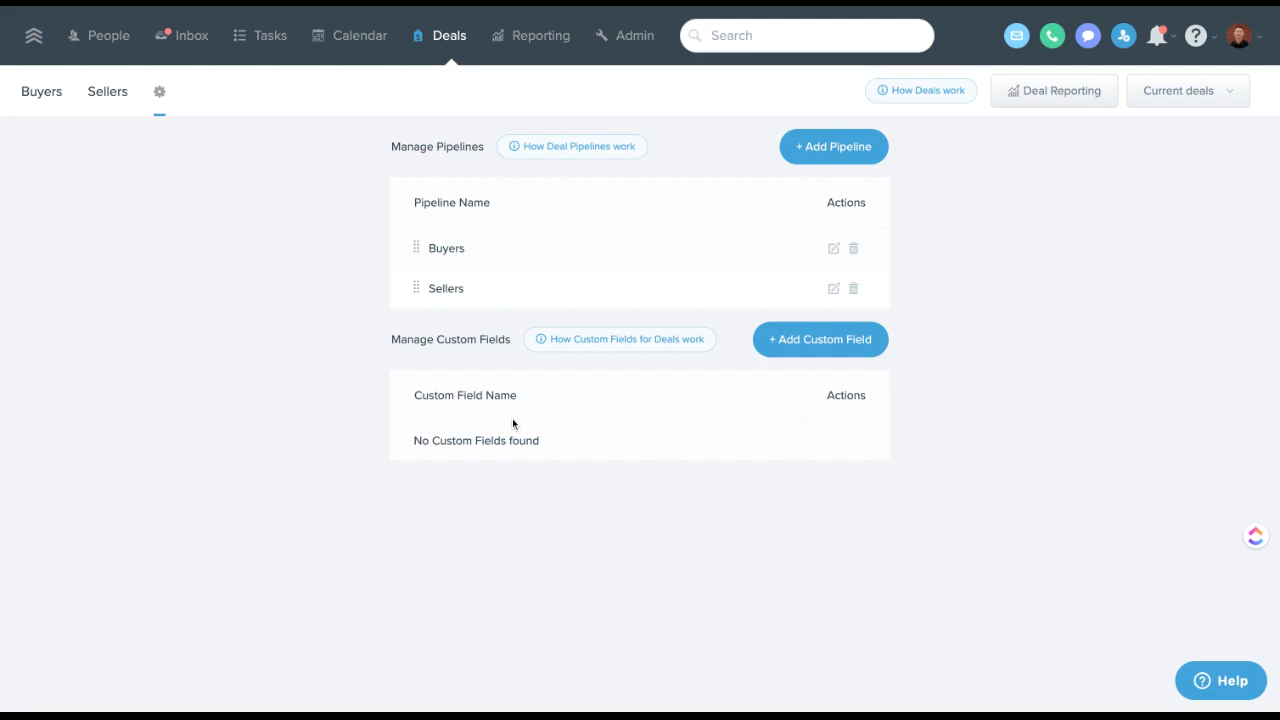 People
Inbox
Tasks
Calendar
Deals
Reporting
Admin
Search
Buyers
Sellers
How Deals work
Deal Reporting
Current deals
Manage Pipelines
How Deal Pipelines work
+ Add Pipeline
Pipeline Name
Actions
Buyers
Sellers
Manage Custom Fields
How Custom Fields for Deals work
+ Add Custom Field
Custom Field Name
Actions
No Custom Fields found
Help